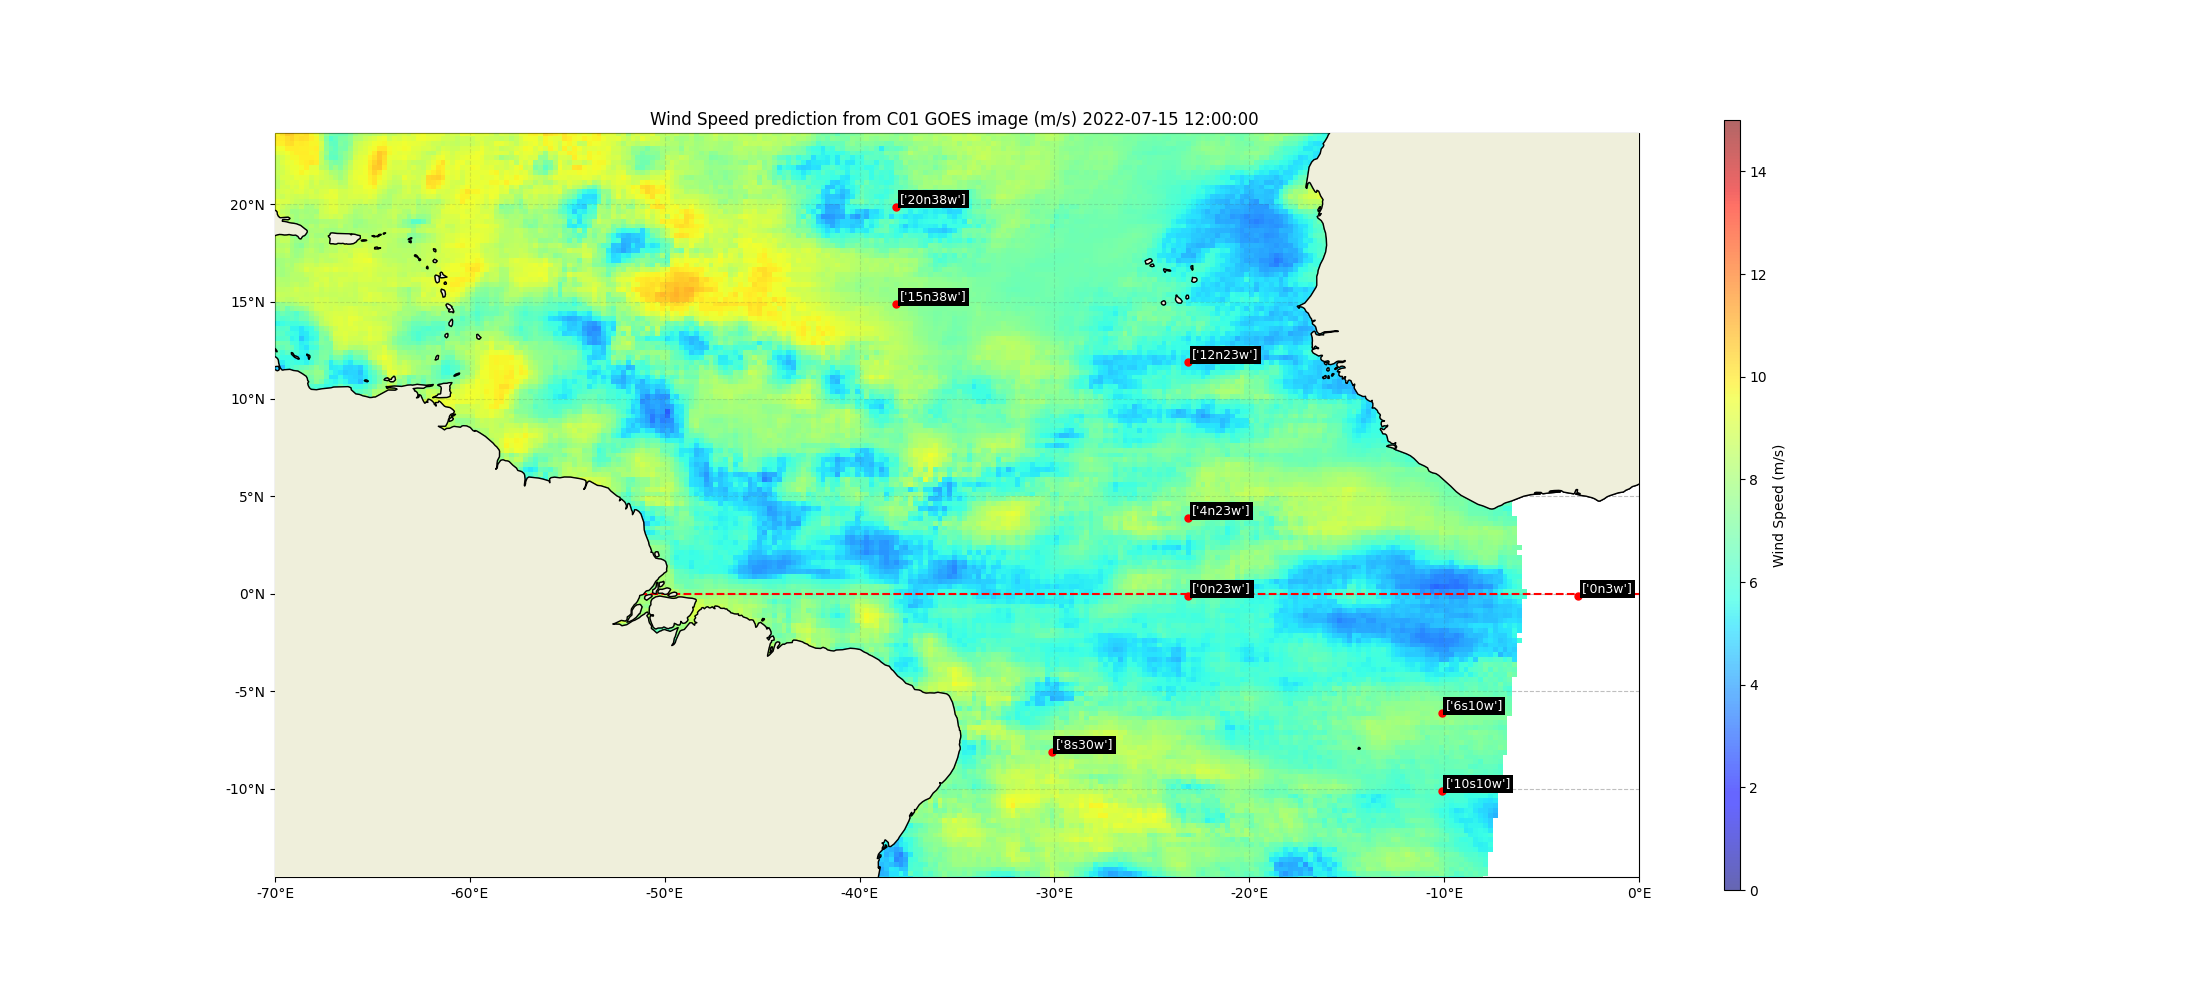 Wind Speed prediction from C01 GOES image (m/s) 2022-07-15 12:00:00
14
20°N
['20n38w']
12
15°N
['15n38w']
['12n23w']
10
10°N
Wind Speed (m/s)
8
5°N
['4n23w']
6
0°N
['0n23w']
['0n3w']
4
-5°N
['6s10w']
['8s30w']
2
-10°N
['10s10w']
0
-70°E
-60°E
-50°E
-40°E
-30°E
-20°E
-10°E
0°E